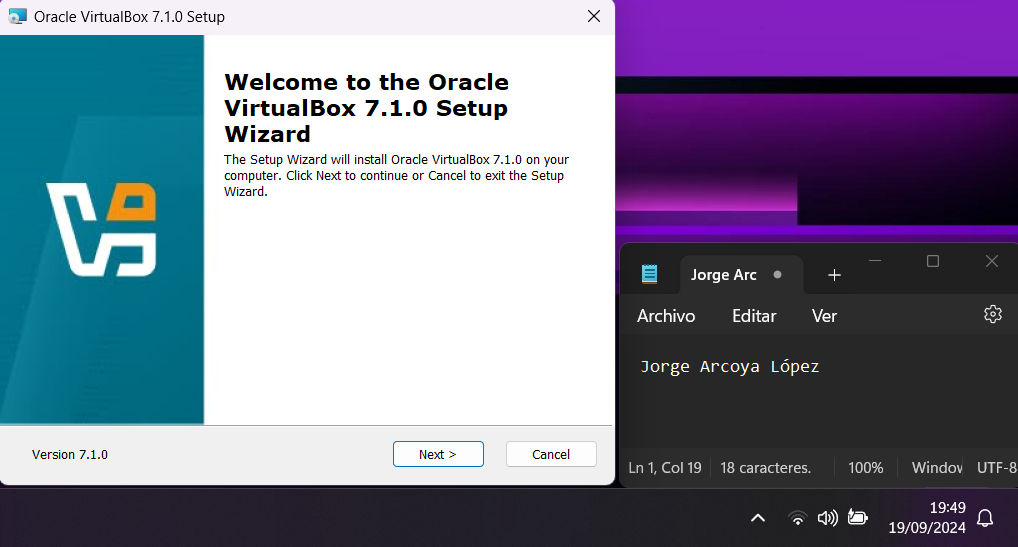 Oracle VirtualBox 7.1.0 Setup
Welcome to the Oracle
VirtualBox 7.1.0 Setup
Wizard
The Setup Wizard will install Oracle VirtualBox 7.1.0 on your
computer. Click Next to continue or Cancel to exit the Setup
Wizard.
Version 7.1.0
Next >
Cancel
Jorge Arc
Archivo
Editar
Ver
Jorge Arcoya López
Ln 1, Col 19
18 caracteres.
100%
Window
UTF-8
19:49
19/09/2024